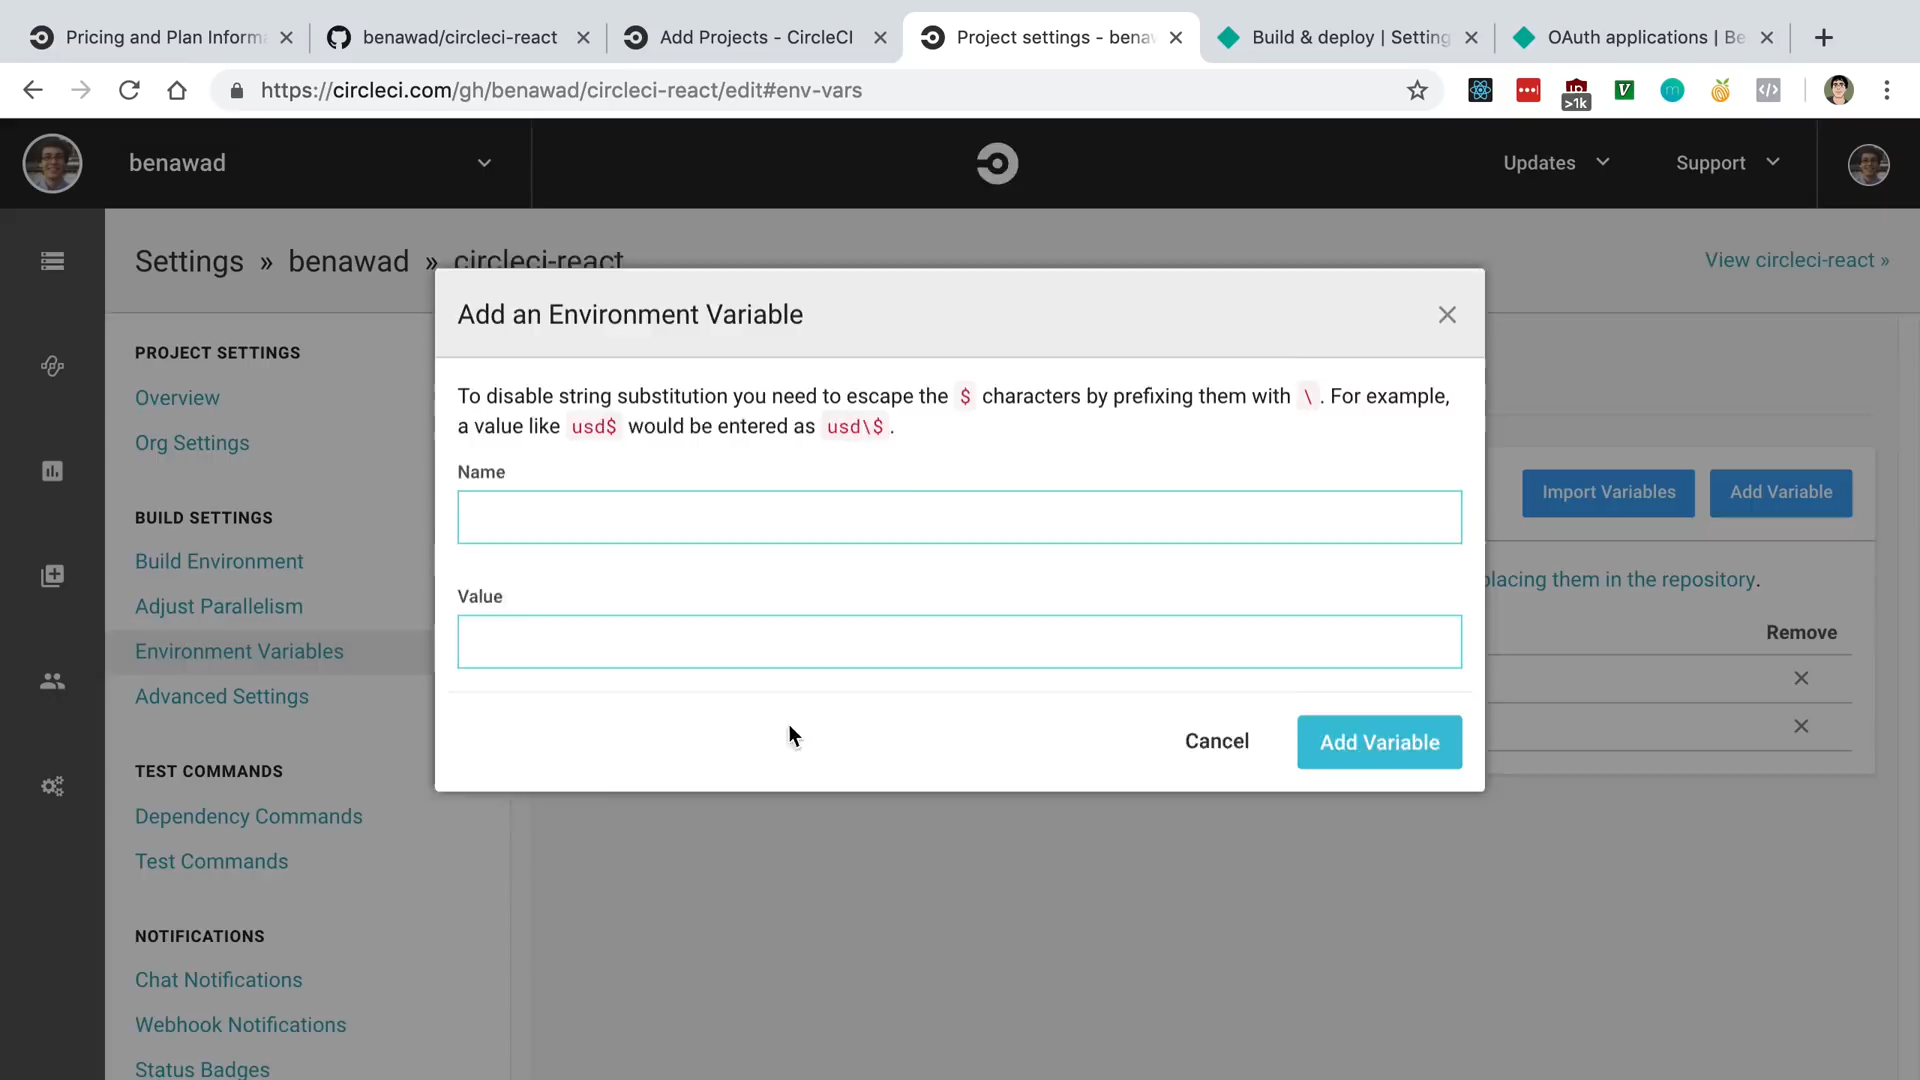 Pricing and Plan Informa
benawad/circleci-react
Add Projects - CircleCI
Project settings - benaw
Build & deploy | Setting
OAuth applications | Be
https://circleci.com/gh/benawad/circleci-react/edit#env-vars
>1k
benawad
Updates
Support
Settings » benawad » circleci-react
View circleci-react »
PROJECT SETTINGS
Overview
Org Settings
BUILD SETTINGS
Build Environment
Adjust Parallelism
Environment Variables
Advanced Settings
TEST COMMANDS
Dependency Commands
Test Commands
NOTIFICATIONS
Chat Notifications
Webhook Notifications
Status Badges
Add an Environment Variable
To disable string substitution you need to escape the $ characters by prefixing them with \. For example,
a value like usd$ would be entered as usd\$.
Name
Value
Cancel
Add Variable
Import Variables
Add Variable
placing them in the repository.
Remove